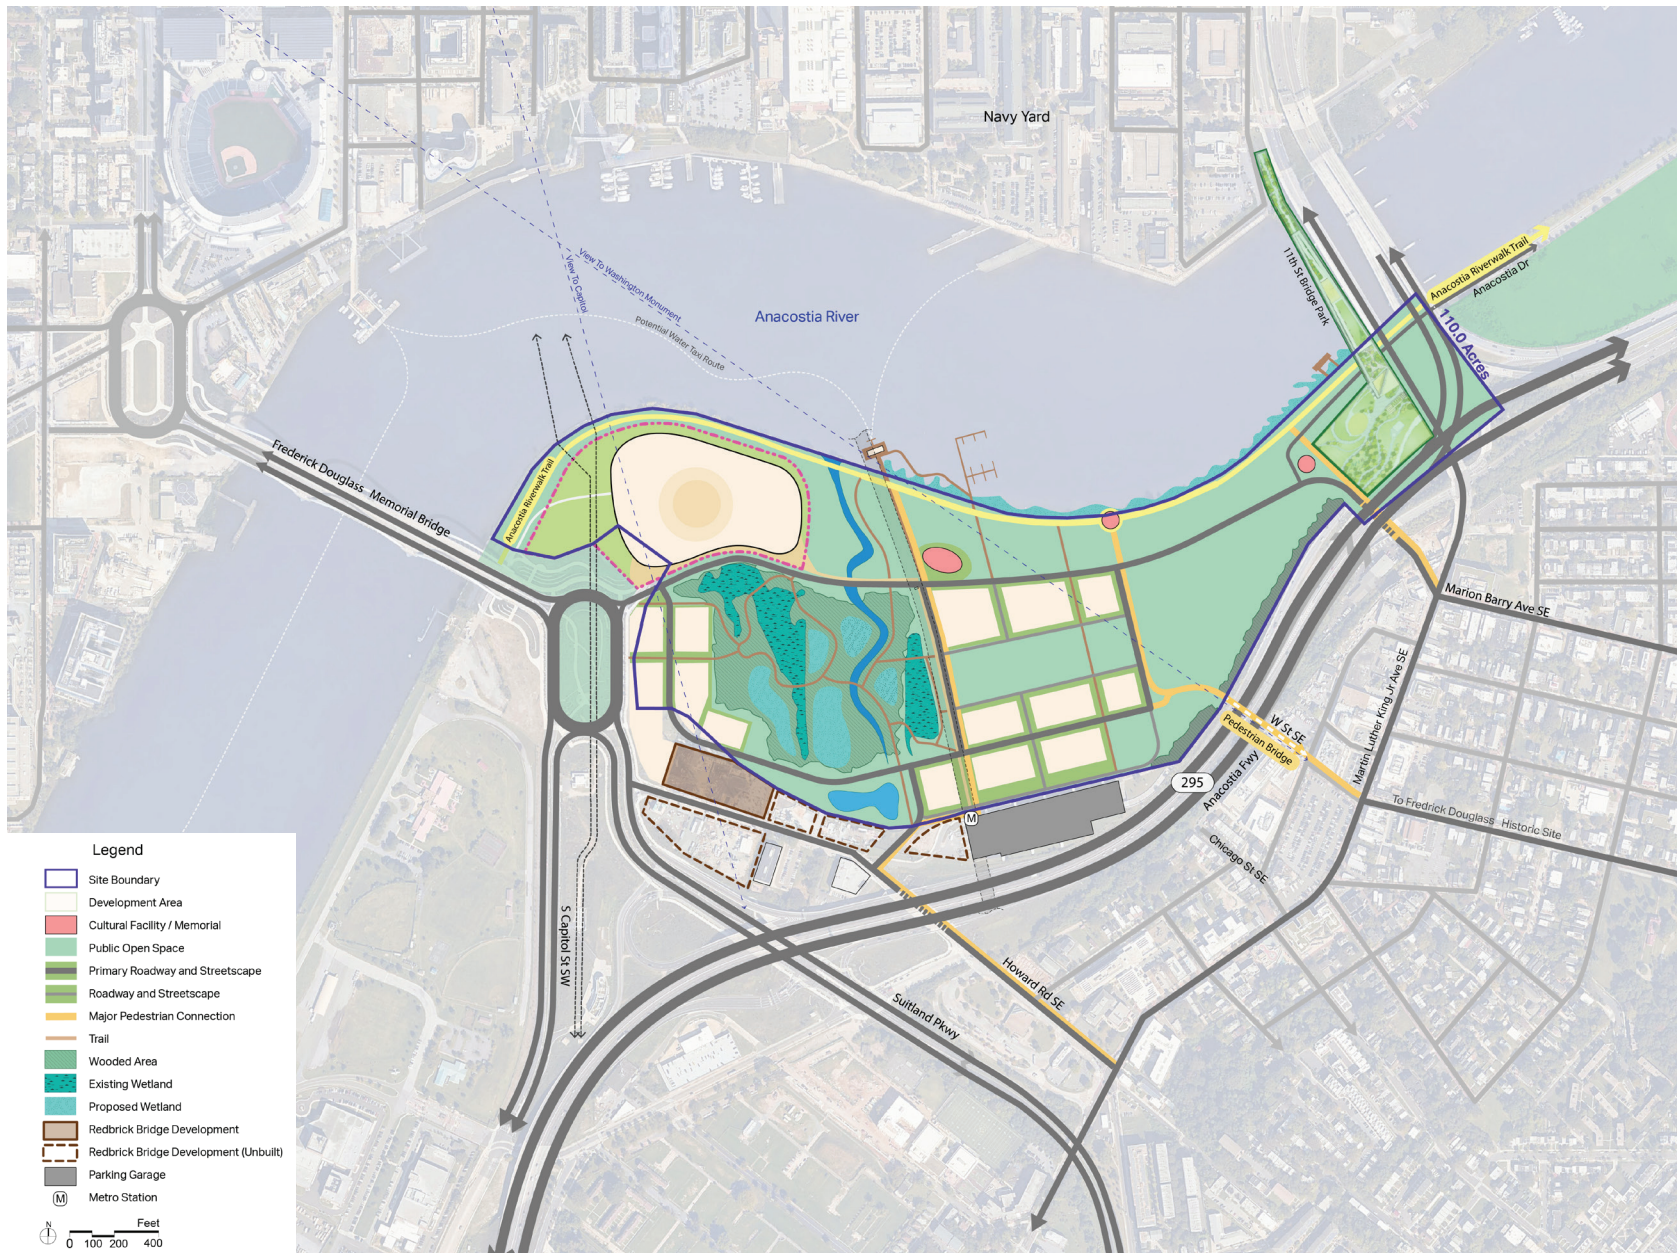 Navy Yard
View To Washington Monument
View To Capitol
Anacostia River
Potential Water Taxi Route
11th St Bridge Park
Anacostia Riverwalk Trail
Anacostia Dr
110.0 Acres
Frederick Douglass Memorial Bridge
Anacostia Riverwalk Trail
Marion Barry Ave SE
Martin Luther King Jr Ave SE
W St SE
Pedestrian Bridge
295
Anacostia Fwy
To Fredrick Douglass Historic Site
Chicago St SE
M
S Capitol St SW
Howard Rd SE
Suitland Pkwy
Legend
Site Boundary
Development Area
Cultural Facility / Memorial
Public Open Space
Primary Roadway and Streetscape
Roadway and Streetscape
Major Pedestrian Connection
Trail
Wooded Area
Existing Wetland
Proposed Wetland
Redbrick Bridge Development
Redbrick Bridge Development (Unbuilt)
Parking Garage
M Metro Station
N
Feet
0 100 200 400